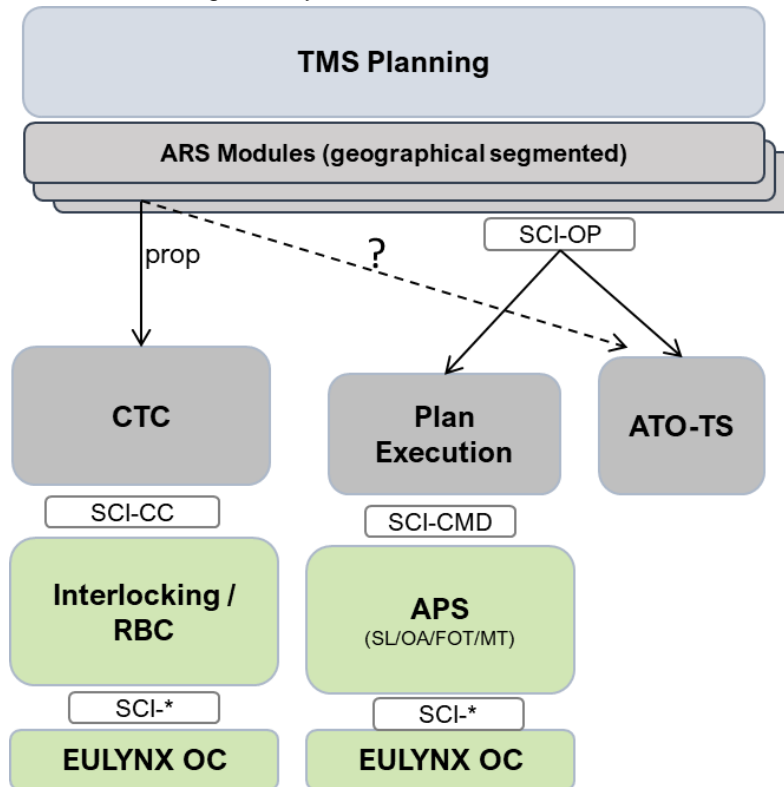 TMS Planning
ARS Modules (geographical segmented)
SCI-OP
prop
?
CTC
Plan
Execution
ATO-TS
SCI-CC
SCI-CMD
Interlocking /
RBC
APS
(SL/OA/FOT/MT)
SCI-*
SCI-*
EULYNX OC
EULYNX OC